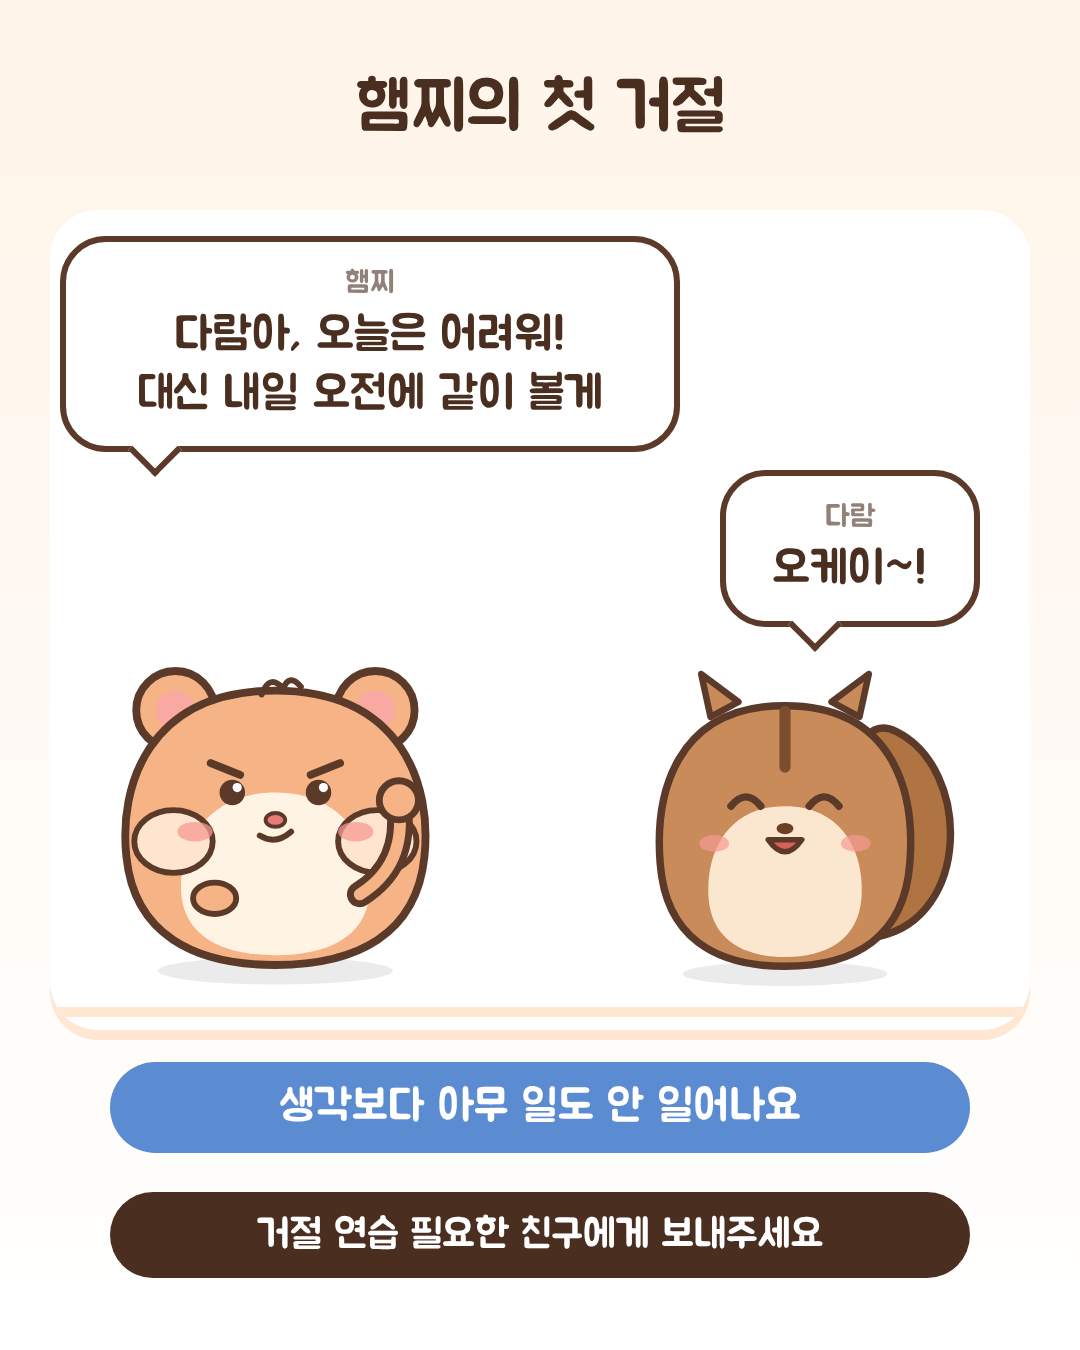 햄찌의 첫 거절
햄찌
다람아, 오늘은 어려워!
대신 내일 오전에 같이 볼게
다람
오케이~!
생각보다 아무 일도 안 일어나요
거절 연습 필요한 친구에게 보내주세요